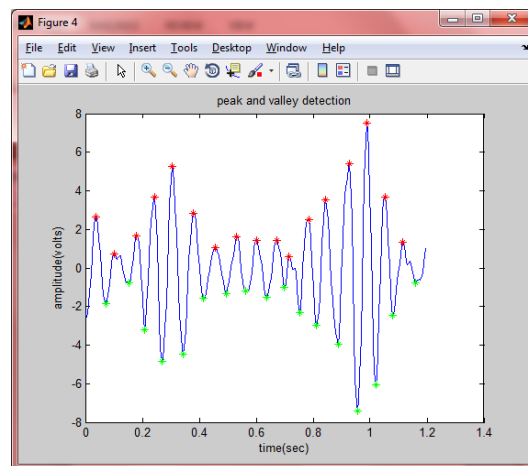 Figure 4
File Edit View Insert Tools Desktop Window Help
peak and valley detection
8
6
4
2
0
-2
-4
-6
-8
amplitude(volts)
0 0.2 0.4 0.6 0.8 1 1.2 1.4
time(sec)